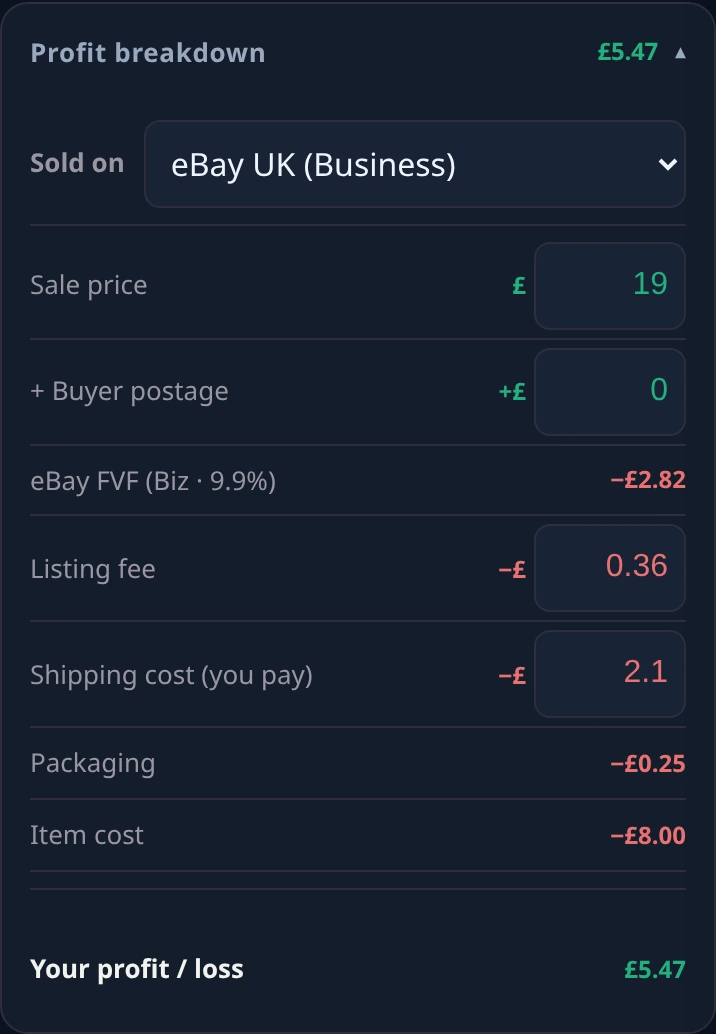 Profit breakdown £5.47 ▲
Sold on eBay UK (Business)
Sale price £ 19
+ Buyer postage +£ 0
eBay FVF (Biz · 9.9%) −£2.82
Listing fee −£ 0.36
Shipping cost (you pay) −£ 2.1
Packaging −£0.25
Item cost −£8.00
Your profit / loss £5.47